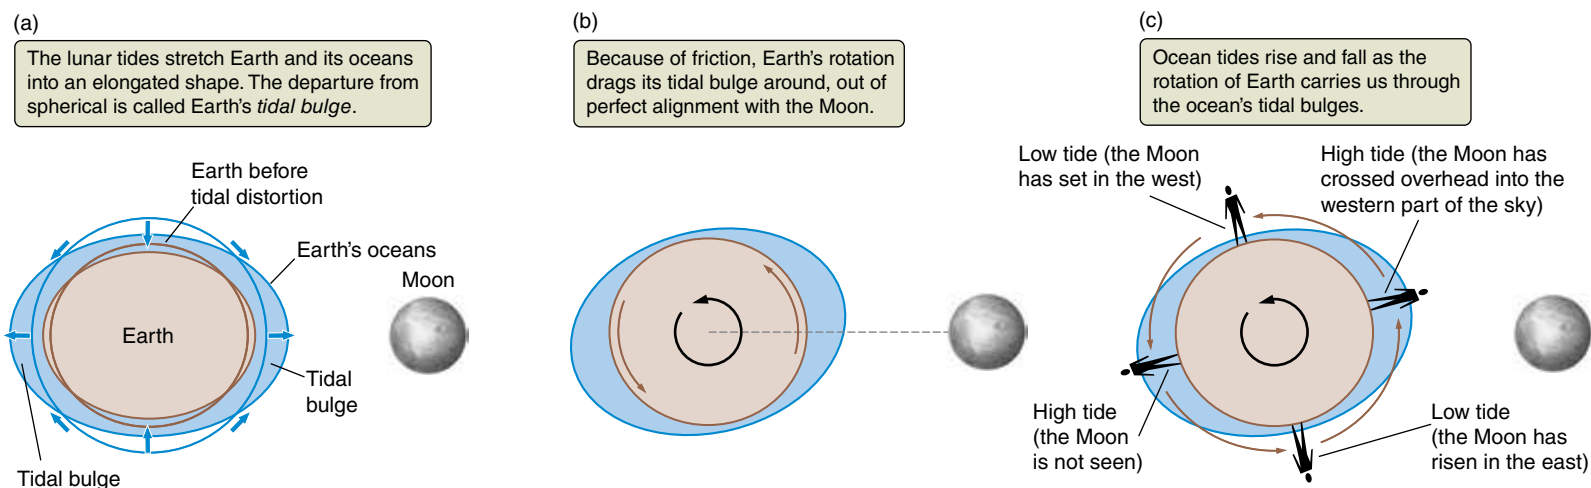 (a)
The lunar tides stretch Earth and its oceans
into an elongated shape. The departure from
spherical is called Earth’s tidal bulge.
Earth before
tidal distortion
Earth’s oceans
Moon
Earth
Tidal
bulge
Tidal bulge
(b)
Because of friction, Earth’s rotation
drags its tidal bulge around, out of
perfect alignment with the Moon.
(c)
Ocean tides rise and fall as the
rotation of Earth carries us through
the ocean’s tidal bulges.
Low tide (the Moon
has set in the west)
High tide (the Moon has
crossed overhead into the
western part of the sky)
High tide
(the Moon
is not seen)
Low tide
(the Moon has
risen in the east)